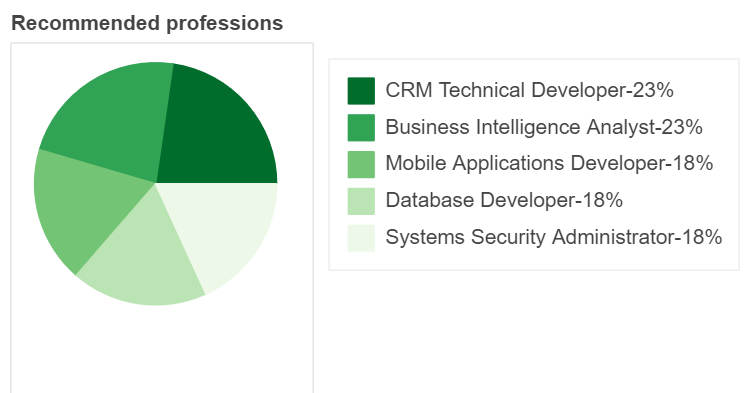 Recommended professions
CRM Technical Developer-23%
Business Intelligence Analyst-23%
Mobile Applications Developer-18%
Database Developer-18%
Systems Security Administrator-18%